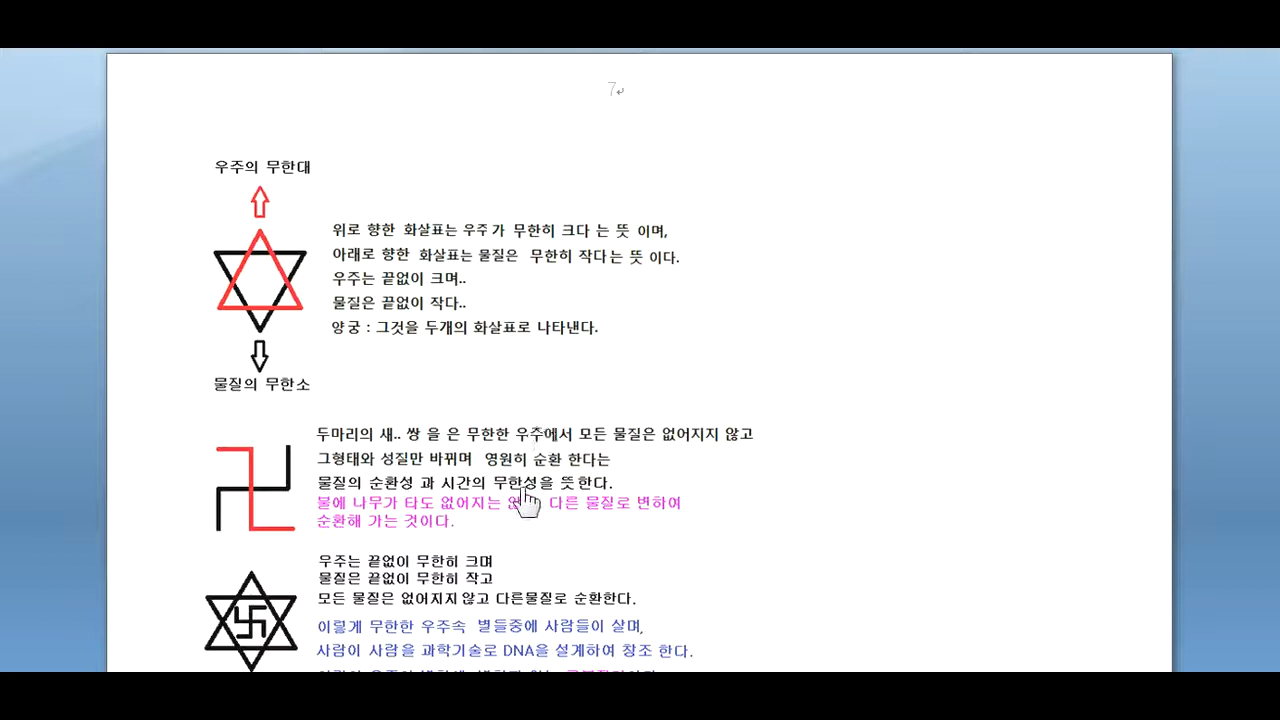 7
우주의 무한대
위로 향한 화살표는 우주가 무한히 크다 는 뜻 이며,
아래로 향한 화살표는 물질은 무한히 작다는 뜻 이다.
우주는 끝없이 크며..
물질은 끝없이 작다..
양궁 : 그것을 두개의 화살표로 나타낸다.
물질의 무한소
두마리의 새.. 쌍 을 은 무한한 우주에서 모든 물질은 없어지지 않고
그형태와 성질만 바뀌며 영원히 순환 한다는
물질의 순환성 과 시간의 무한성을 뜻한다.
불에 나무가 타도 없어지는 다른 물질로 변하여
순환해 가는 것이다.
우주는 끝없이 무한히 크며
물질은 끝없이 무한히 작고
모든 물질은 없어지지않고 다른물질로 순환한다.
이렇게 무한한 우주속 별들중에 사람들이 살며,
사람이 사람을 과학기술로 DNA을 설계하여 창조 한다.